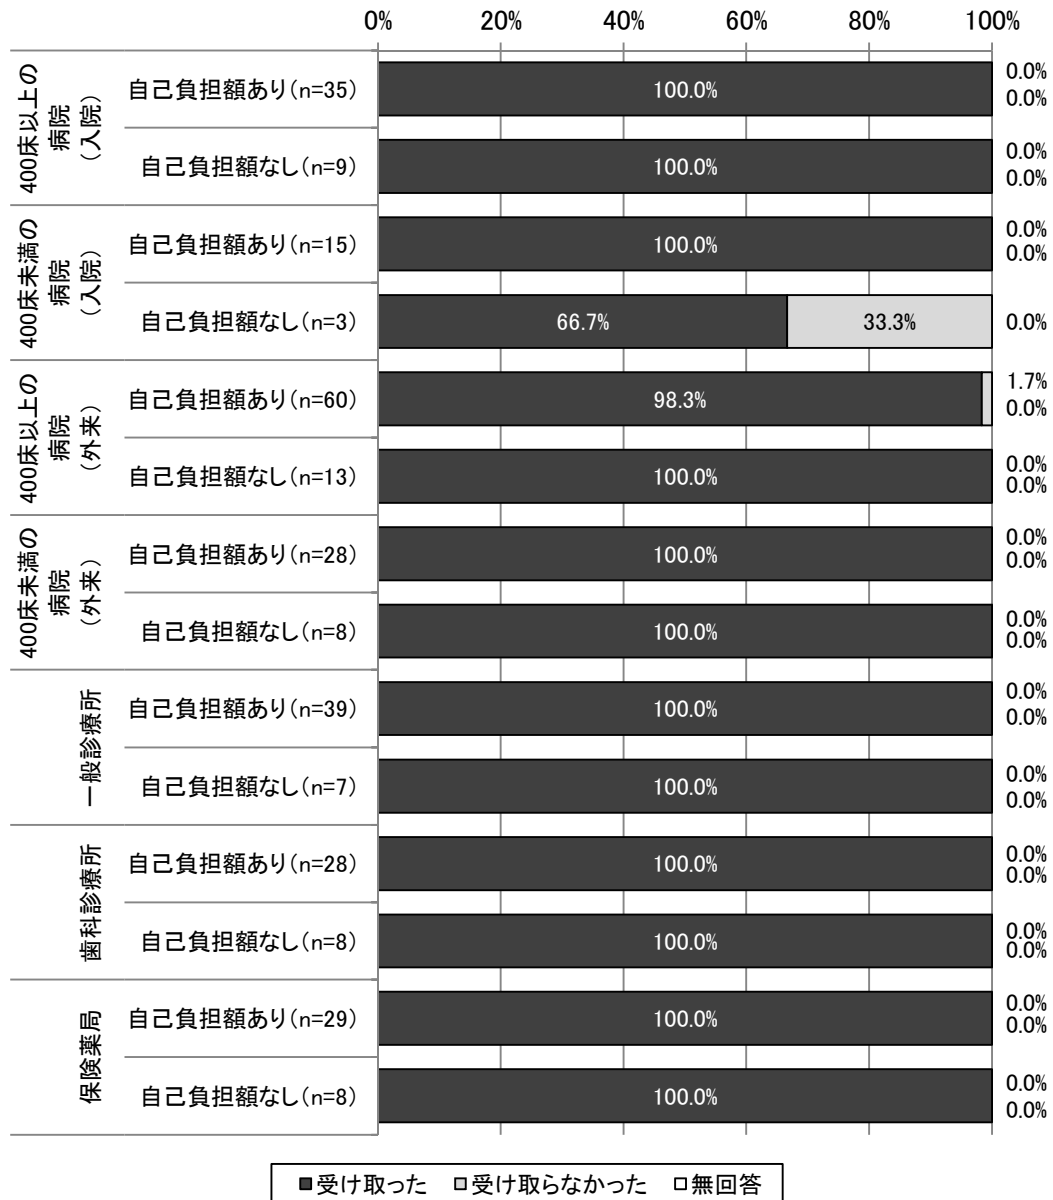 0% 20% 40% 60% 80% 100%
400床以上の
病院
（入院）
自己負担額あり（n=35） 100.0% 0.0%
0.0%
自己負担額なし（n=9） 100.0% 0.0%
0.0%
400床未満の
病院
（入院）
自己負担額あり（n=15） 100.0% 0.0%
0.0%
自己負担額なし（n=3） 66.7% 33.3% 0.0%
400床以上の
病院
（外来）
自己負担額あり（n=60） 98.3% 1.7%
0.0%
自己負担額なし（n=13） 100.0% 0.0%
0.0%
400床未満の
病院
（外来）
自己負担額あり（n=28） 100.0% 0.0%
0.0%
自己負担額なし（n=8） 100.0% 0.0%
0.0%
一般診療所
自己負担額あり（n=39） 100.0% 0.0%
0.0%
自己負担額なし（n=7） 100.0% 0.0%
0.0%
歯科診療所
自己負担額あり（n=28） 100.0% 0.0%
0.0%
自己負担額なし（n=8） 100.0% 0.0%
0.0%
保険薬局
自己負担額あり（n=29） 100.0% 0.0%
0.0%
自己負担額なし（n=8） 100.0% 0.0%
0.0%
受け取った 受け取らなかった 無回答